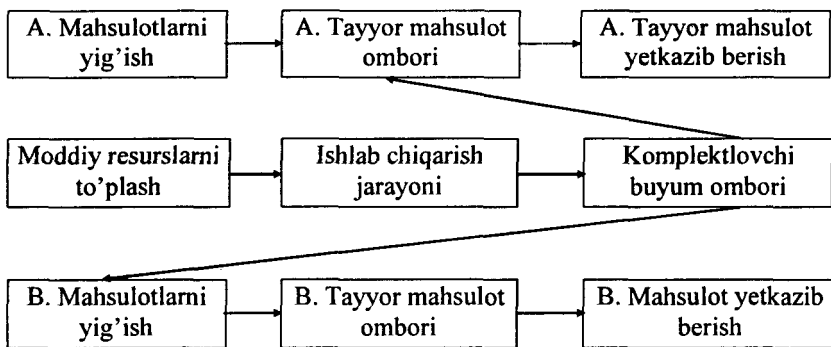 A. Mahsulotlarni
yig’ish
A. Tayyor mahsulot
ombori
A. Tayyor mahsulot
yetkazib berish
Moddiy resurslarni
to’plash
Ishlab chiqarish
jarayoni
Komplektlovchi
buyum ombori
B. Mahsulotlarni
yig’ish
B. Tayyor mahsulot
ombori
B. Mahsulot yetkazib
berish